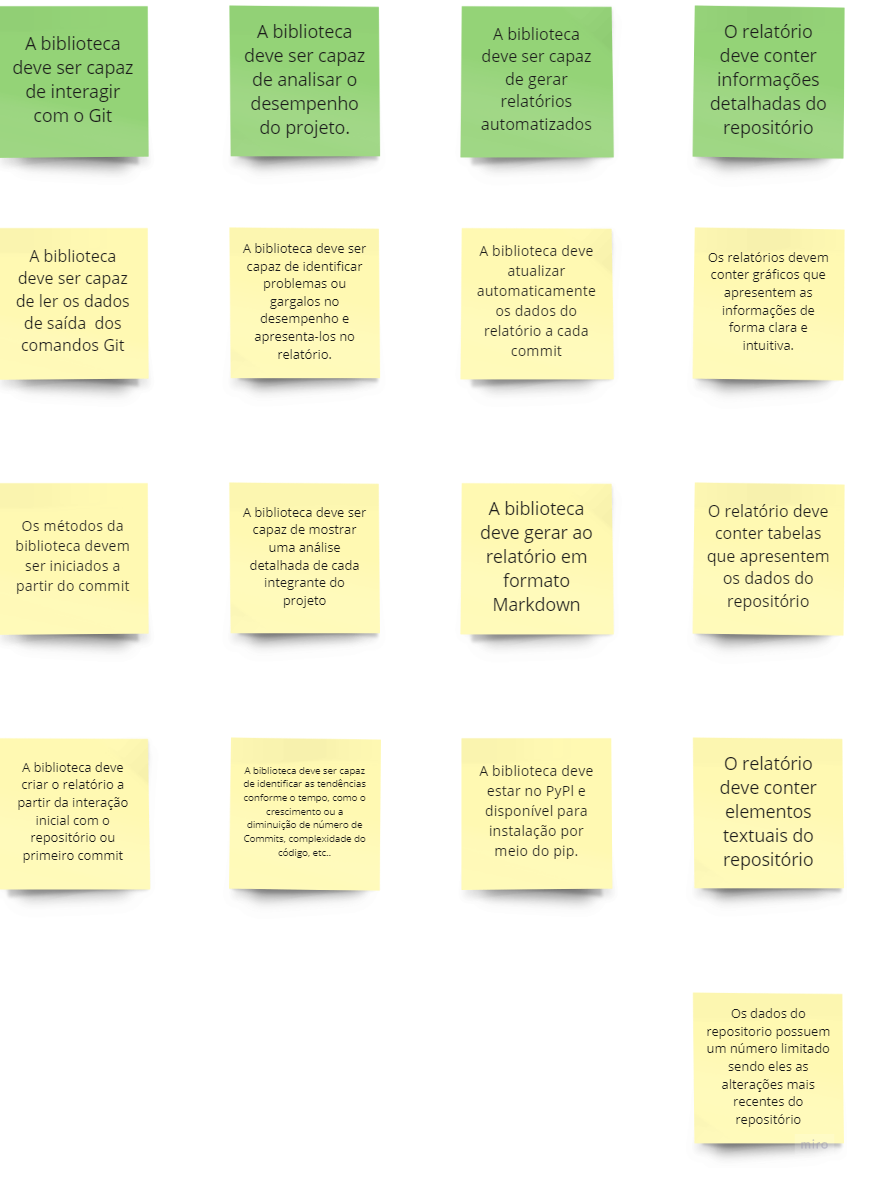 A biblioteca
deve ser capaz
de interagir
com o Git
A biblioteca
deve ser capaz
de analisar o
desempenho
do projeto.
A biblioteca
deve ser capaz
de gerar
relatórios
automatizados
O relatório
deve conter
informações
detalhadas do
repositório
A biblioteca
deve ser capaz
de ler os dados
de saída dos
comandos Git
A biblioteca deve ser
capaz de identificar
problemas ou
gargalos no
desempenho e
apresenta-los no
relatório.
A biblioteca deve
atualizar
automaticamente
os dados do
relatório a cada
commit
Os relatórios devem
conter gráficos que
apresentem as
informações de
forma clara e
intuitiva.
Os métodos da
biblioteca devem
ser iniciados a
partir do commit
A biblioteca deve ser
capaz de mostrar
uma análise
detalhada de cada
integrante do
projeto
A biblioteca
deve gerar ao
relatório em
formato
Markdown
O relatório deve
conter tabelas
que apresentem
os dados do
repositório
A biblioteca deve
criar o relatório a
partir da interação
inicial com o
repositório ou
primeiro commit
A biblioteca deve ser capaz
de identificar as tendências
conforme o tempo, como o
crescimento ou a
diminuição de número de
Commits, complexidade do
código, etc..
A biblioteca deve
estar no PyPl e
disponível para
instalação por
meio do pip.
O relatório
deve conter
elementos
textuais do
repositório
Os dados do
repositorio possuem
um número limitado
sendo eles as
alterações mais
recentes do
repositório
miro